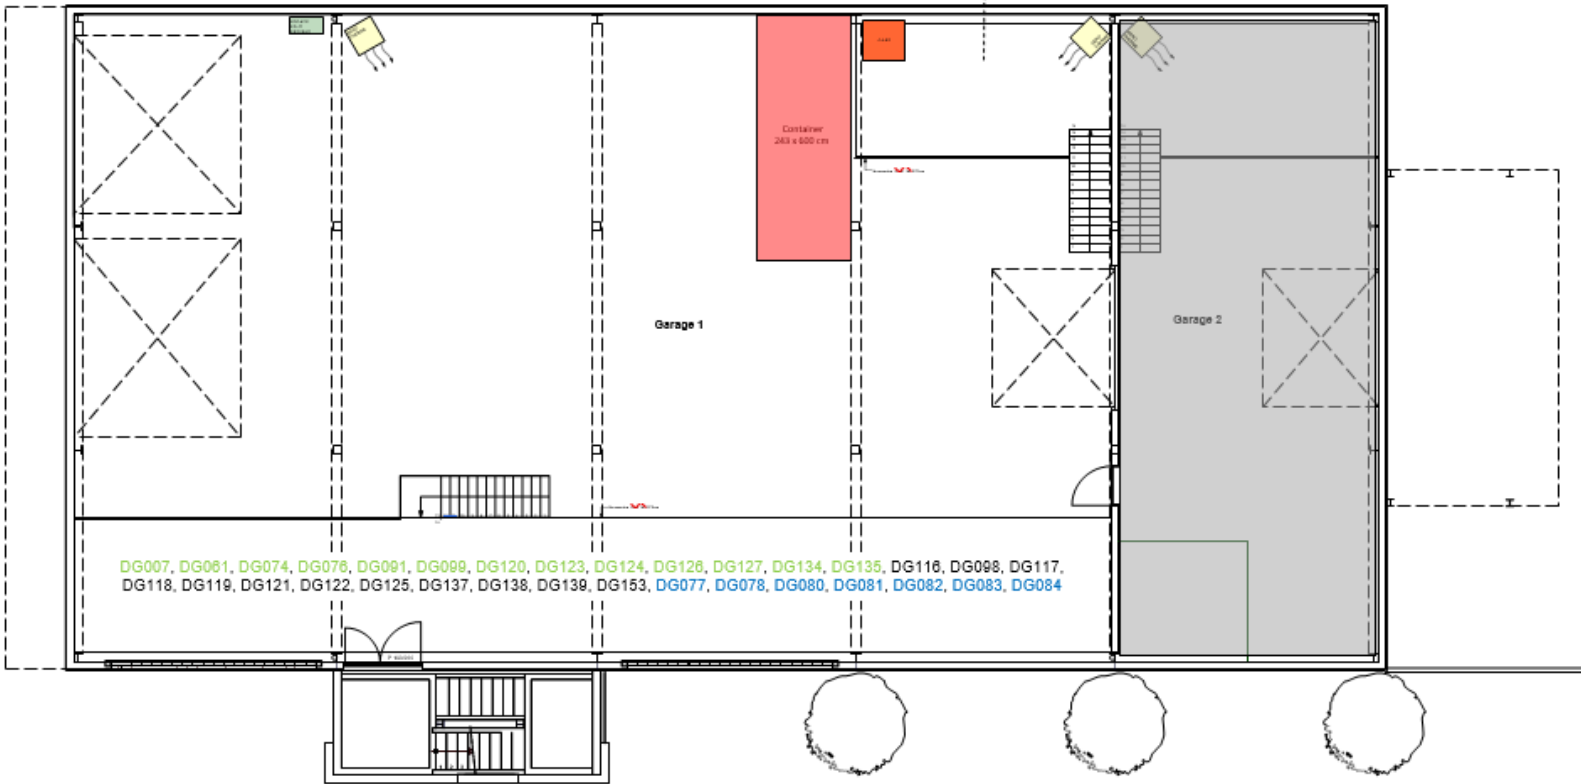 Container
243 x 600 cm
Garage 1
Garage 2
DG007, DG061, DG074, DG076, DG091, DG099, DG120, DG123, DG124, DG126, DG127, DG134, DG135, DG116, DG098, DG117,
DG118, DG119, DG121, DG122, DG125, DG137, DG138, DG139, DG153, DG077, DG078, DG080, DG081, DG082, DG083, DG084